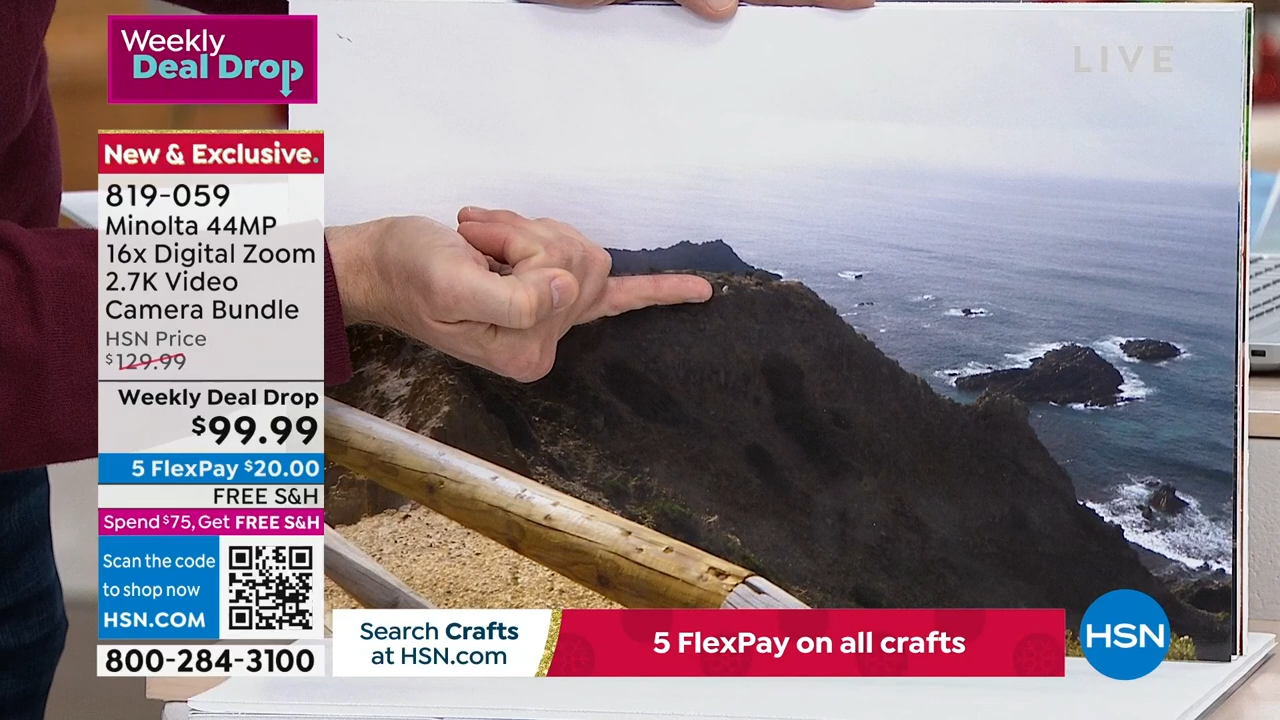 Weekly
Deal Drop
LIVE
New & Exclusive.
819-059
Minolta 44MP
16x Digital Zoom
2.7K Video
Camera Bundle
HSN Price
$129.99
Weekly Deal Drop
$99.99
5 FlexPay $20.00
FREE S&H
Spend $75, Get FREE S&H
Scan the code
to shop now
HSN.COM
800-284-3100
Search Crafts
at HSN.com
5 FlexPay on all crafts
HSN